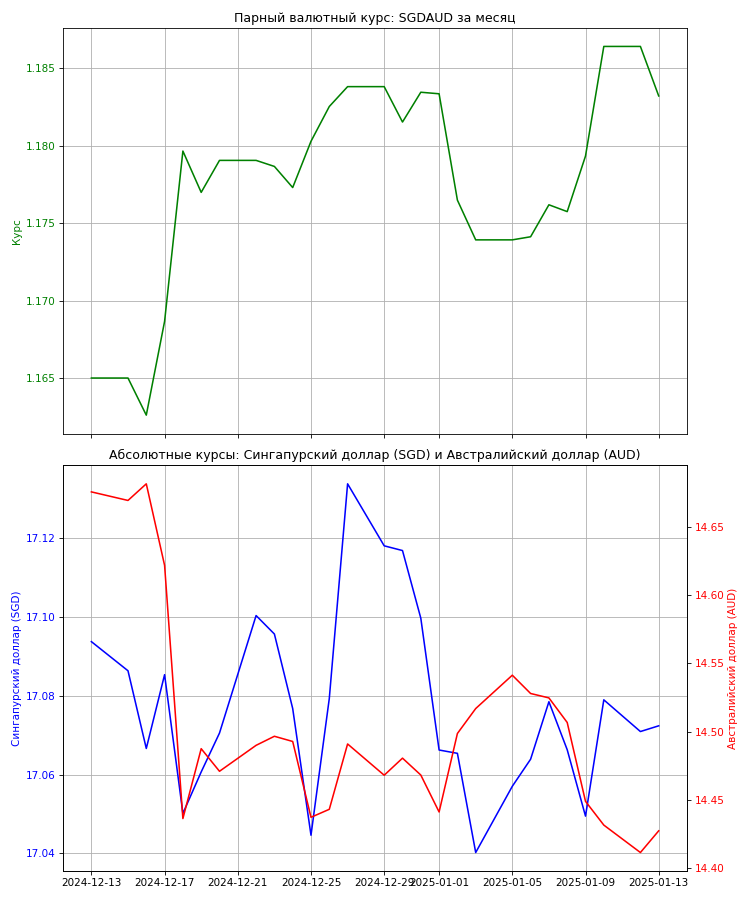 Парный валютный курс: SGDAUD за месяц
1.185
1.180
1.175
1.170
1.165
Курс
Абсолютные курсы: Сингапурский доллар (SGD) и Австралийский доллар (AUD)
17.12
17.10
17.08
17.06
17.04
Сингапурский доллар (SGD)
14.65
14.60
14.55
14.50
14.45
14.40
Австралийский доллар (AUD)
2024-12-13 2024-12-17 2024-12-21 2024-12-25 2024-12-29 2025-01-01 2025-01-05 2025-01-09 2025-01-13